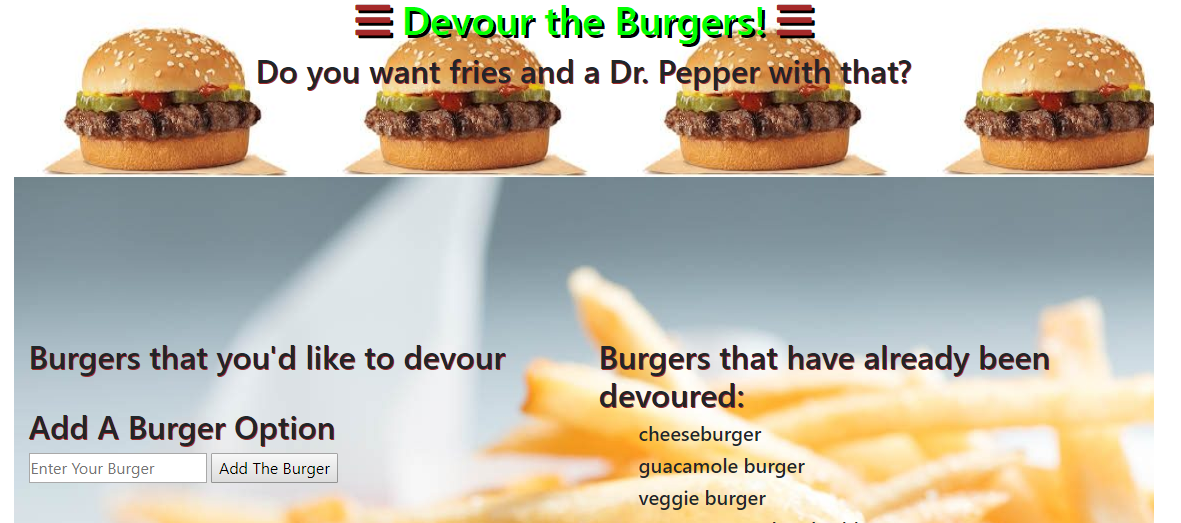 Devour the Burgers!
Do you want fries and a Dr. Pepper with that?
Burgers that you'd like to devour
Add A Burger Option
Enter Your Burger
Add The Burger
Burgers that have already been
devoured:
cheeseburger
guacamole burger
veggie burger